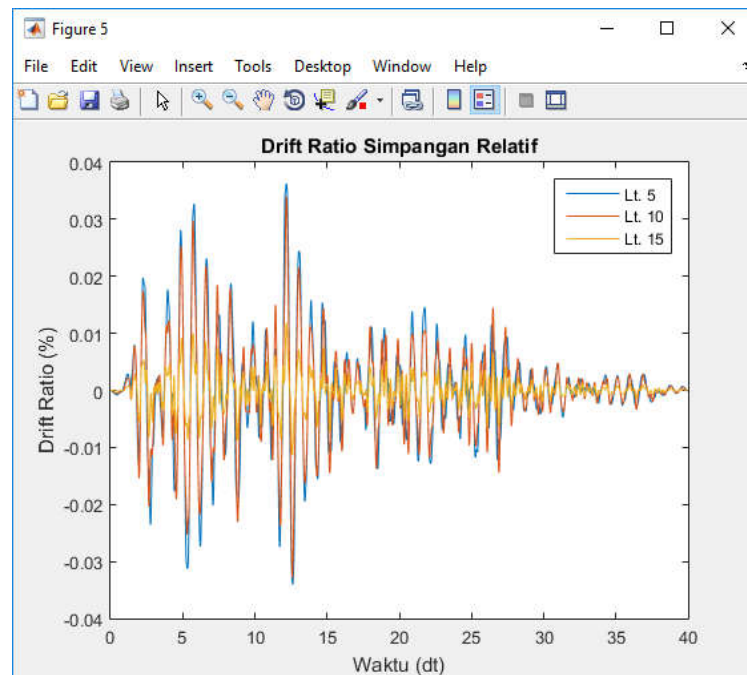 Figure 5
File Edit View Insert Tools Desktop Window Help
Drift Ratio Simpangan Relatif
Lt. 5
Lt. 10
Lt. 15
0.04
0.03
0.02
0.01
0
-0.01
-0.02
-0.03
-0.04
Drift Ratio (%)
0 5 10 15 20 25 30 35 40
Waktu (dt)